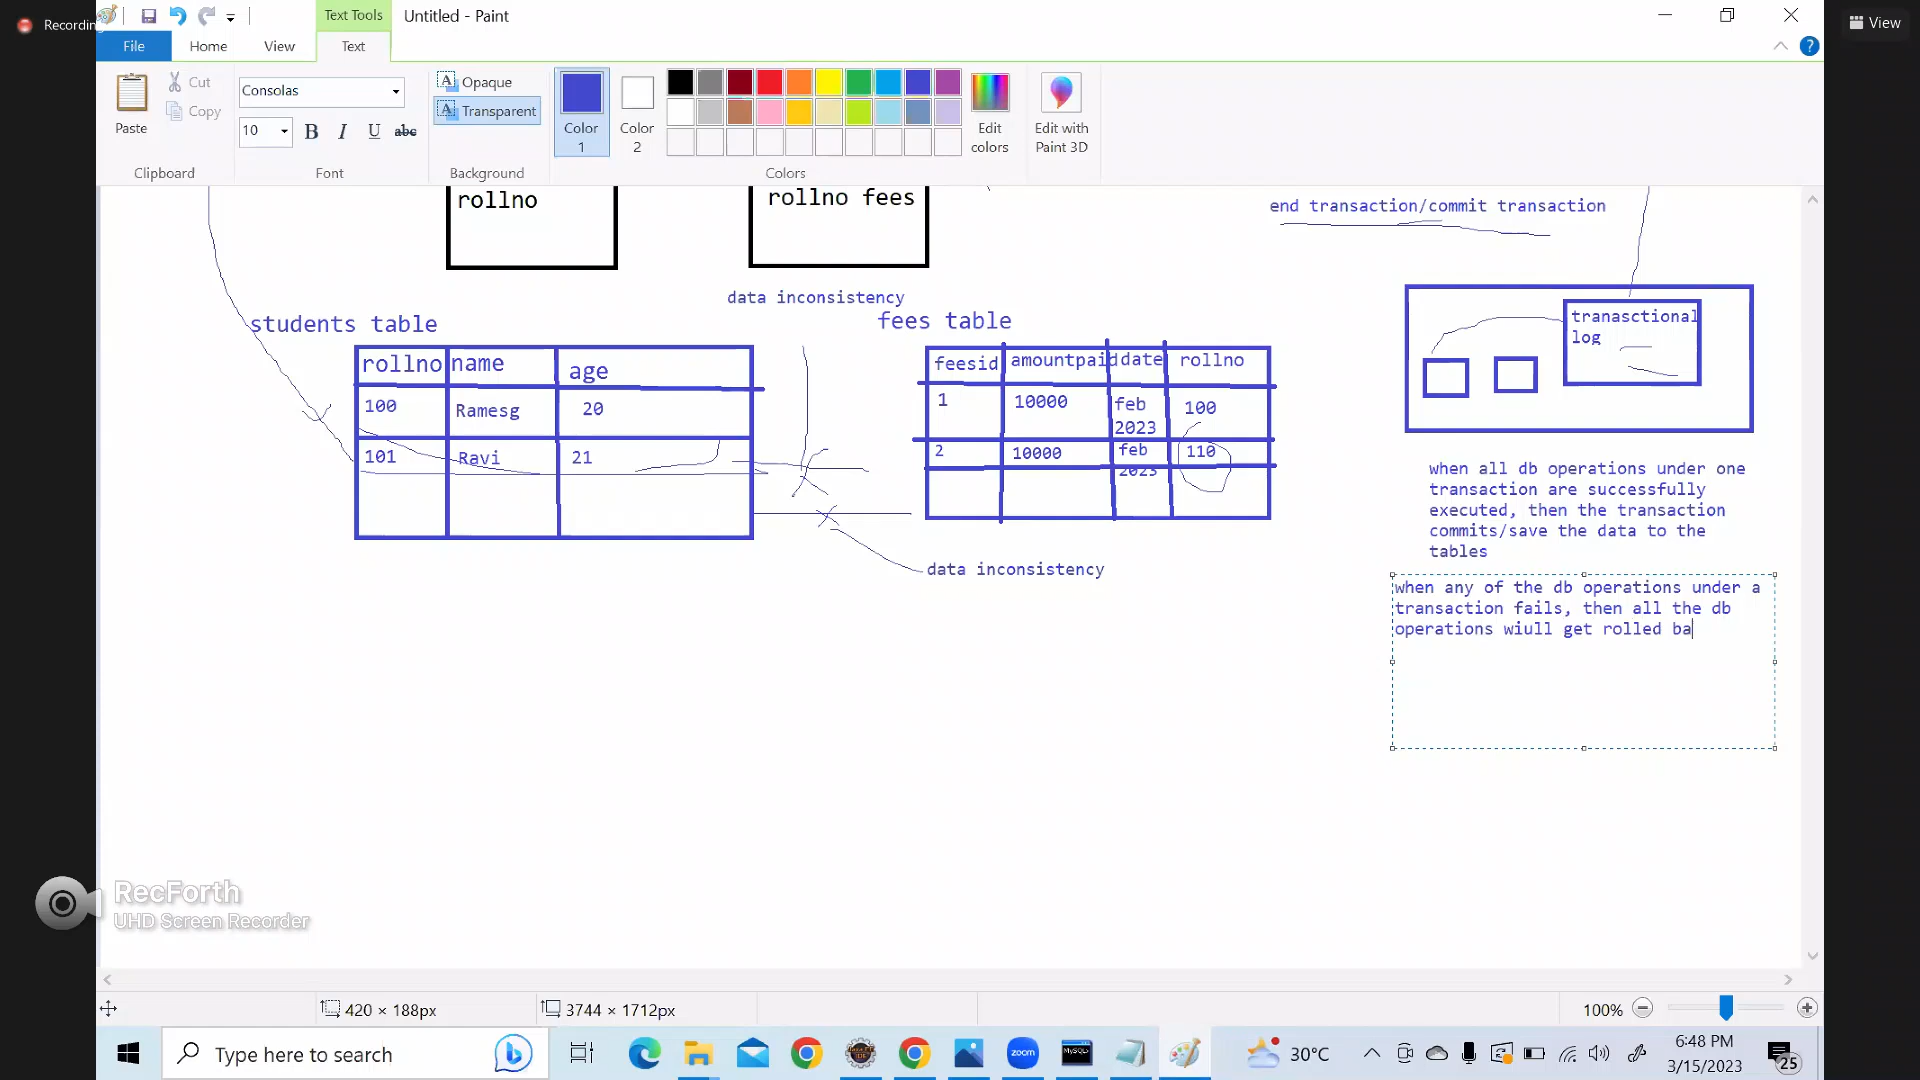 Recording
Text Tools
Untitled - Paint
View
File
Home
View
Text
Paste
Cut
Copy
Clipboard
Consolas
10
B I U abc
Font
Opaque
Transparent
Background
Color 1
Color 2
Edit colors
Edit with Paint 3D
Colors
rollno
rollno fees
end transaction/commit transaction
data inconsistency
students table
fees table
rollno name age
100 Ramesg 20
101 Ravi 21
feesid amountpaid date rollno
1 10000 feb 2023 100
2 10000 feb 2023 110
data inconsistency
tranasctional
log
when all db operations under one
transaction are successfully
executed, then the transaction
commits/save the data to the
tables
when any of the db operations under a
transaction fails, then all the db
operations wiull get rolled ba
RecForth
UHD Screen Recorder
420 × 188px
3744 × 1712px
100%
Type here to search
zoom
MySQL
30°C
6:48 PM
3/15/2023
25